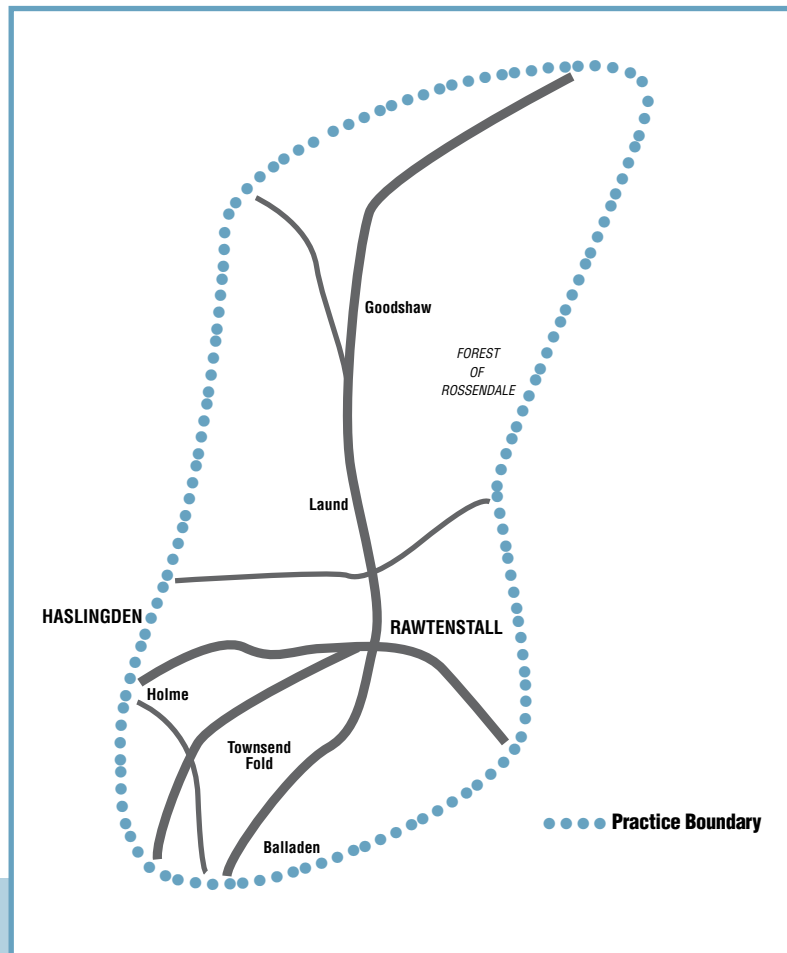 Goodshaw
FOREST
OF
ROSSENDALE
Laund
HASLINGDEN
RAWTENSTALL
Holme
Townsend
Fold
Balladen
Practice Boundary